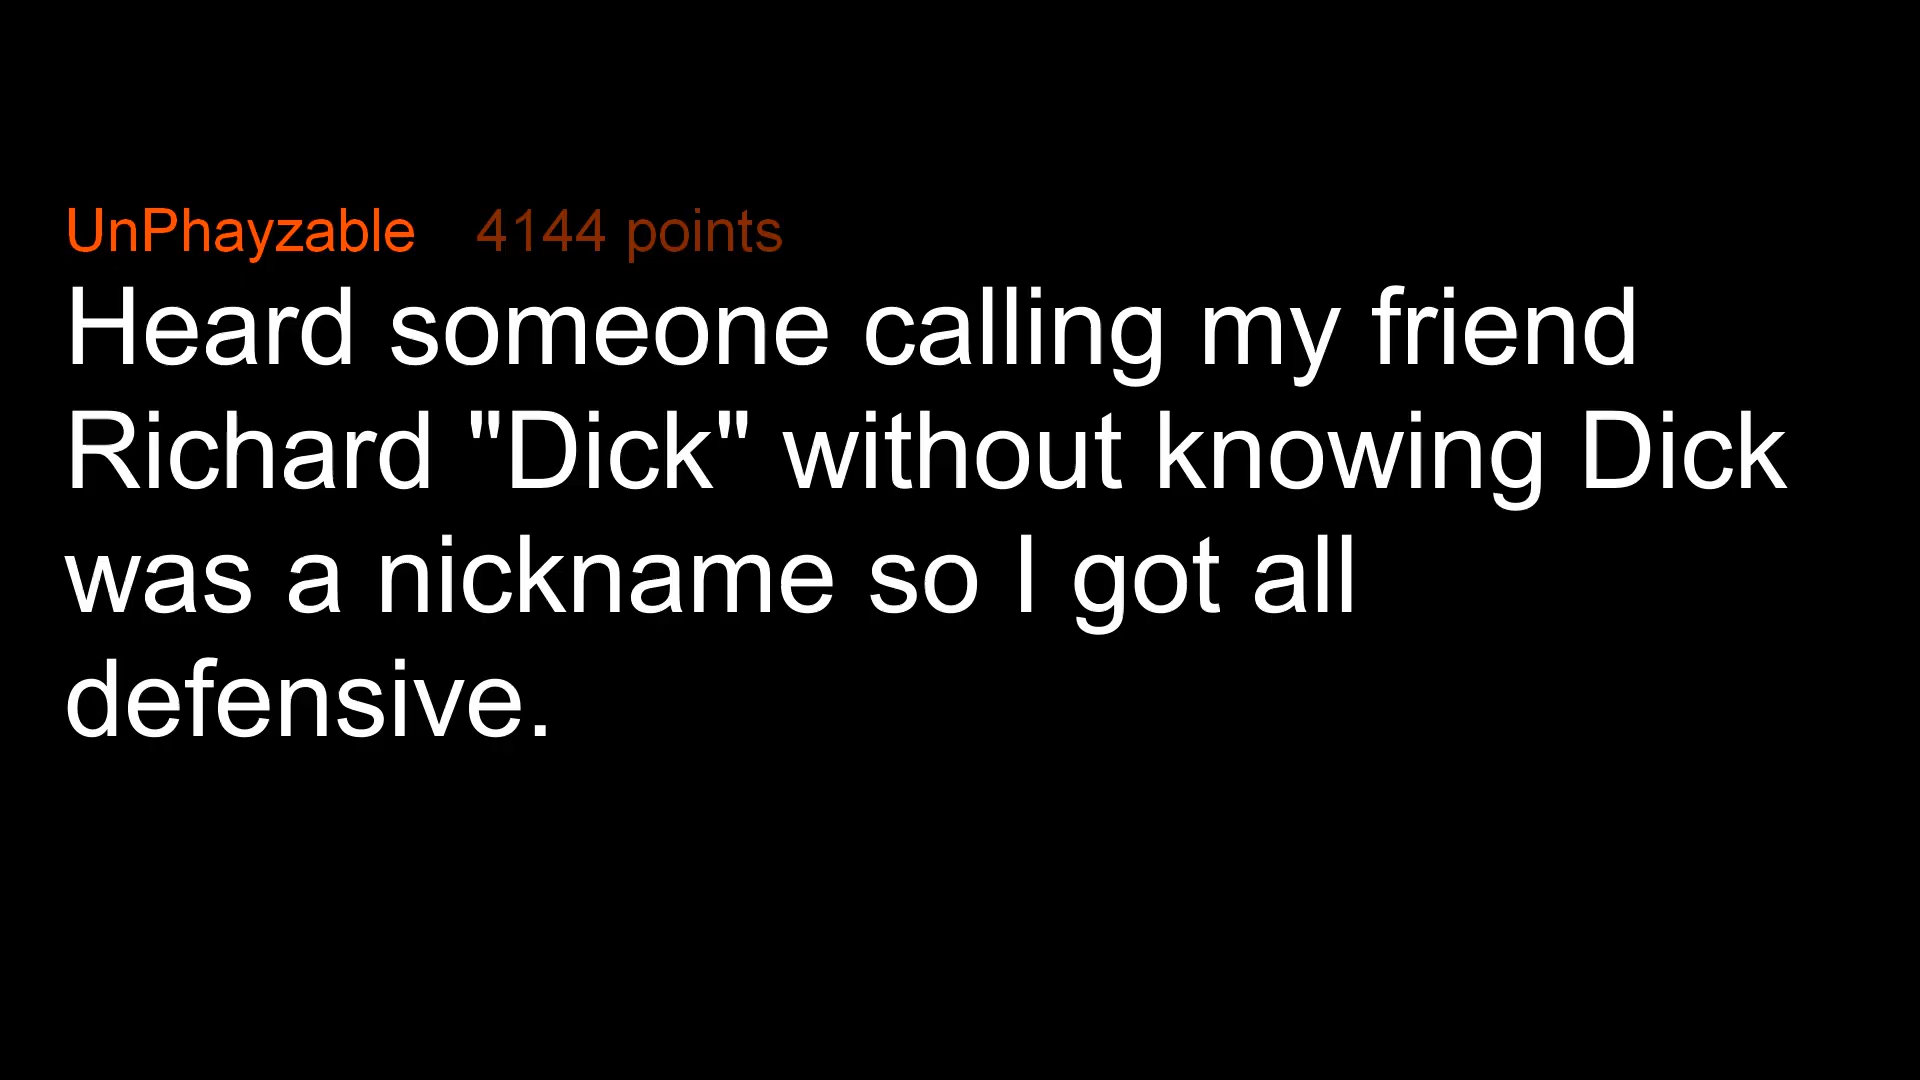 UnPhayzable 4144 points
Heard someone calling my friend
Richard "Dick" without knowing Dick
was a nickname so I got all
defensive.